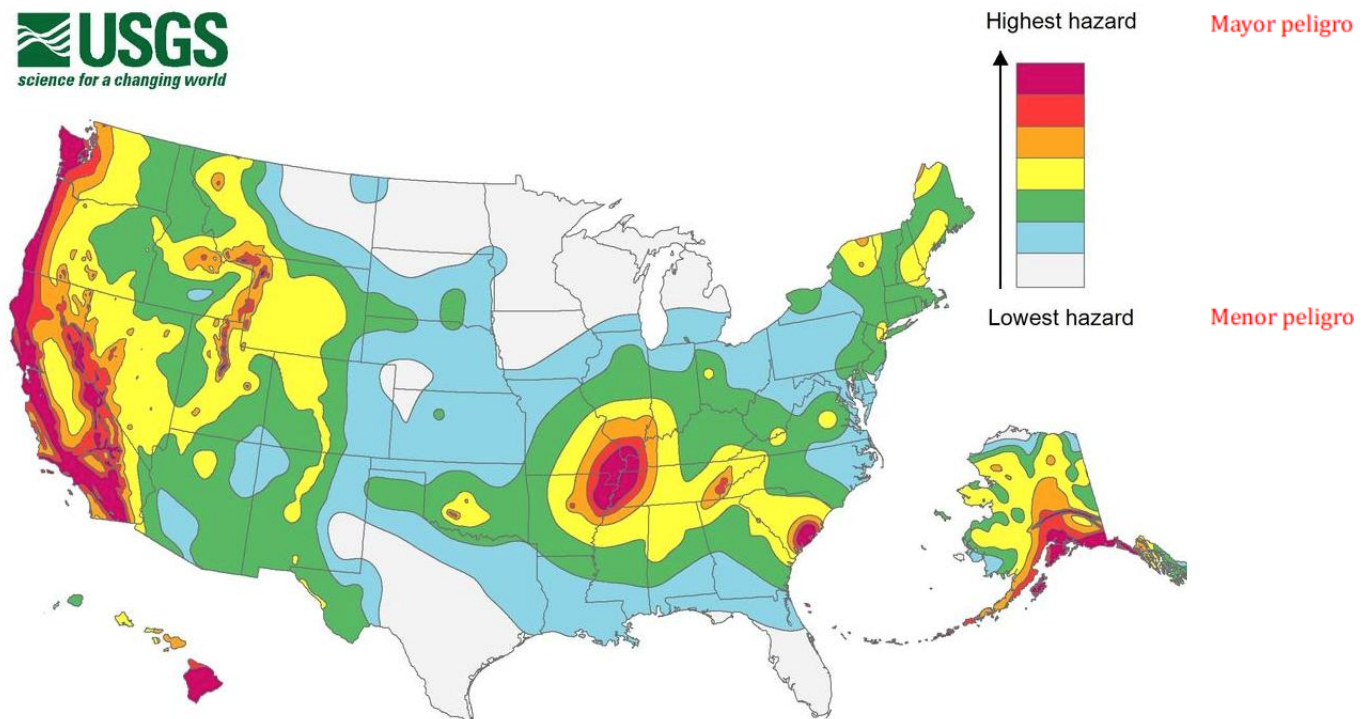 USGS
science for a changing world
Highest hazard
Mayor peligro
Lowest hazard
Menor peligro